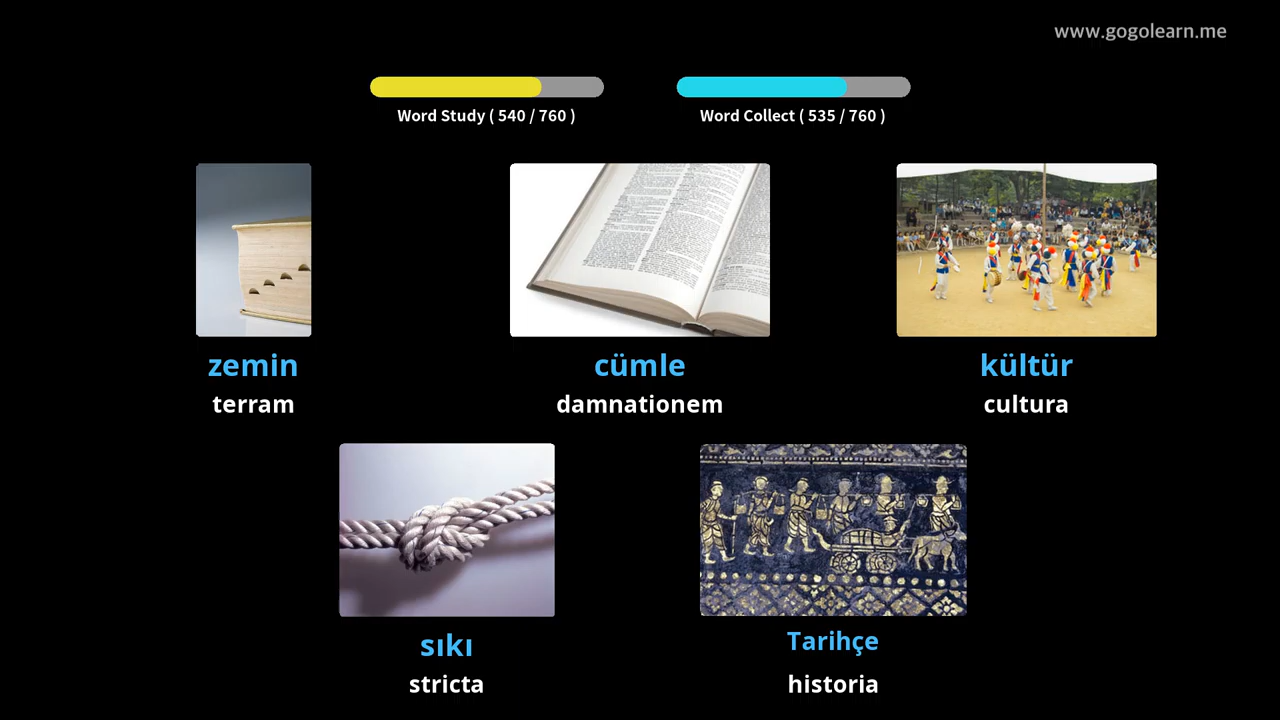 www.gogolearn.me
Word Study ( 540 / 760 )
Word Collect ( 535 / 760 )
zemin
terram
cümle
damnationem
kültür
cultura
sıkı
stricta
Tarihçe
historia